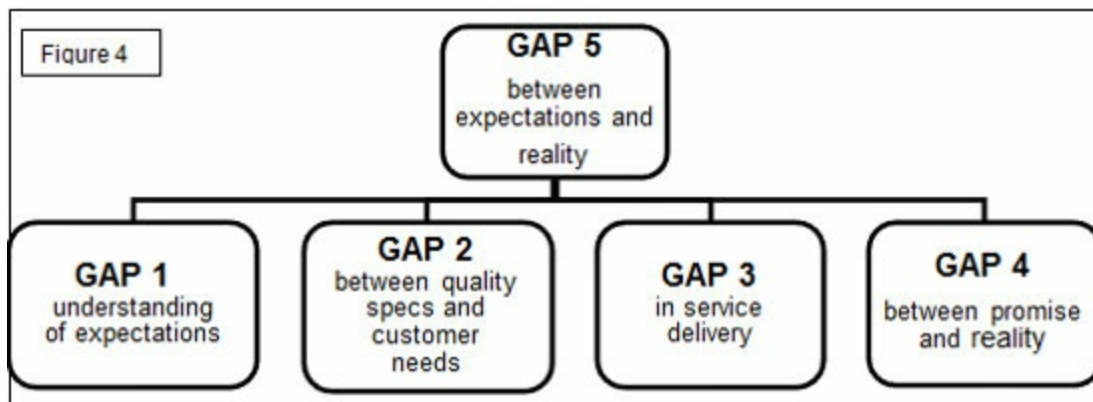 Figure 4
GAP 5
between
expectations and
reality
GAP 1
understanding
of expectations
GAP 2
between quality
specs and
customer
needs
GAP 3
in service
delivery
GAP 4
between promise
and reality